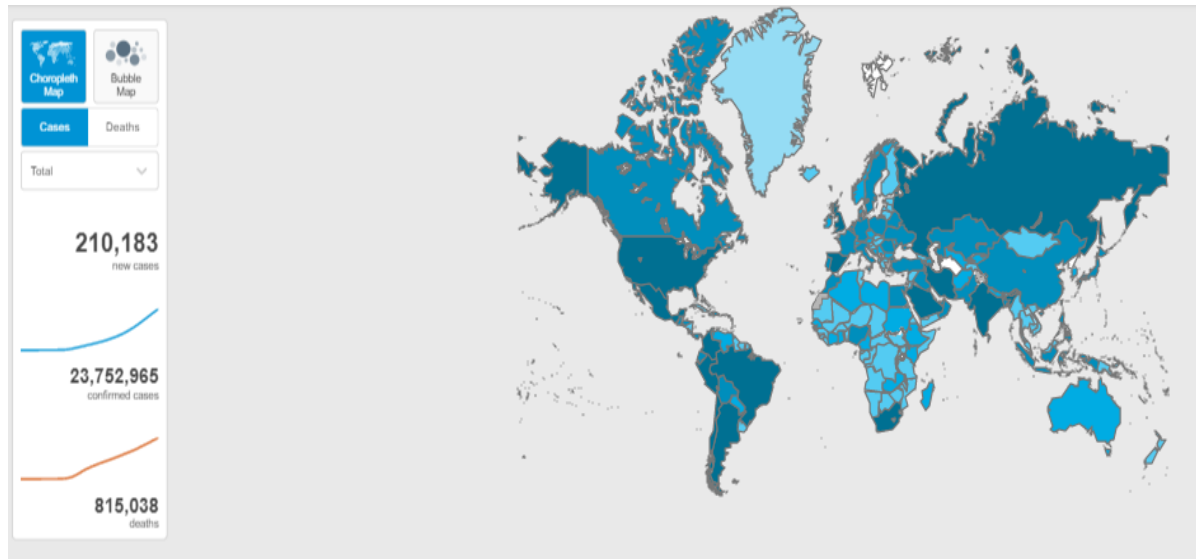 Choropleth
Map
Bubble
Map
Cases
Deaths
Total
210,183
new cases
23,752,965
confirmed cases
815,038
deaths